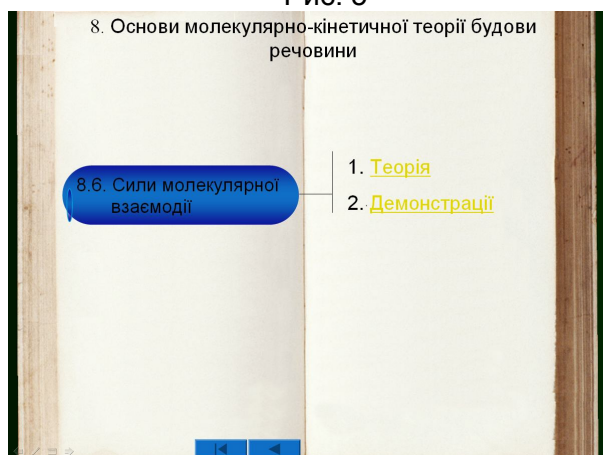 8. Основи молекулярно-кінетичної теорії будови
речовини
8.6. Сили молекулярної
взаємодії
1. Теорія
2. Демонстрації